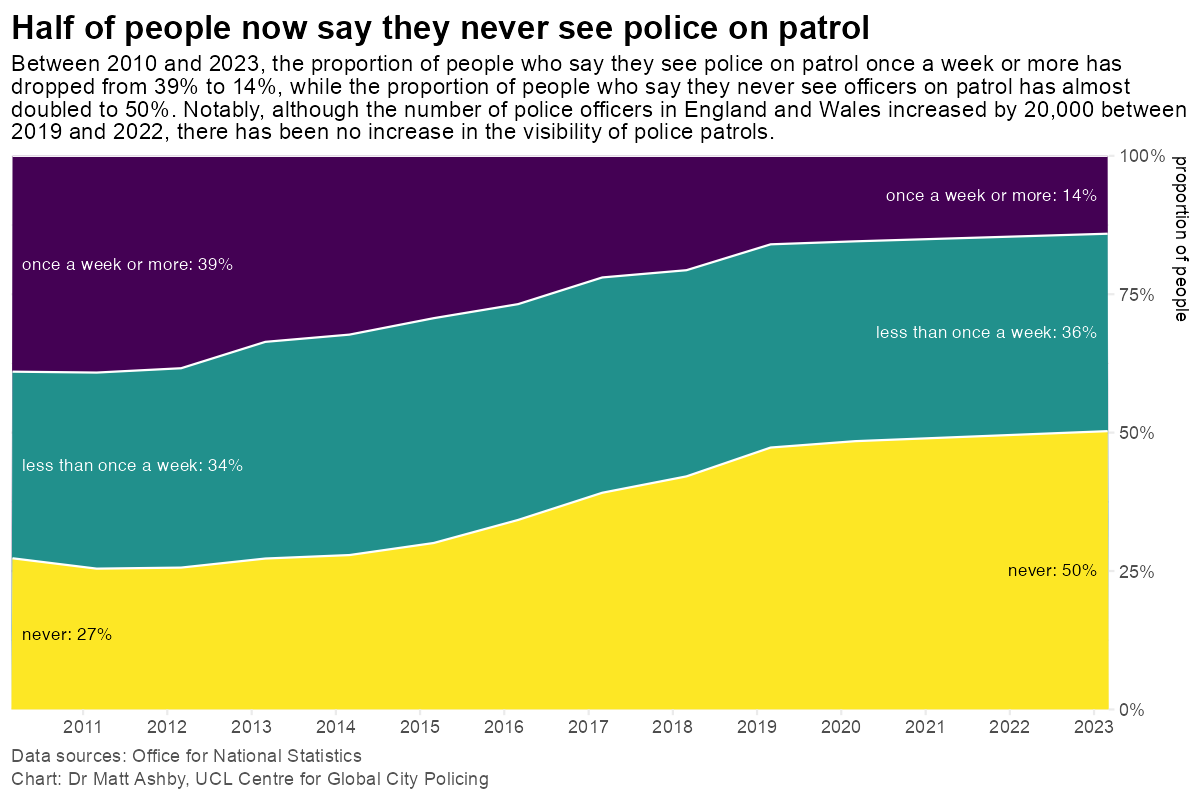 Half of people now say they never see police on patrol
Between 2010 and 2023, the proportion of people who say they see police on patrol once a week or more has
dropped from 39% to 14%, while the proportion of people who say they never see officers on patrol has almost
doubled to 50%. Notably, although the number of police officers in England and Wales increased by 20,000 between
2019 and 2022, there has been no increase in the visibility of police patrols.
100%
proportion of people
once a week or more: 14%
once a week or more: 39%
75%
less than once a week: 36%
50%
less than once a week: 34%
never: 50%
25%
never: 27%
0%
2011 2012 2013 2014 2015 2016 2017 2018 2019 2020 2021 2022 2023
Data sources: Office for National Statistics
Chart: Dr Matt Ashby, UCL Centre for Global City Policing